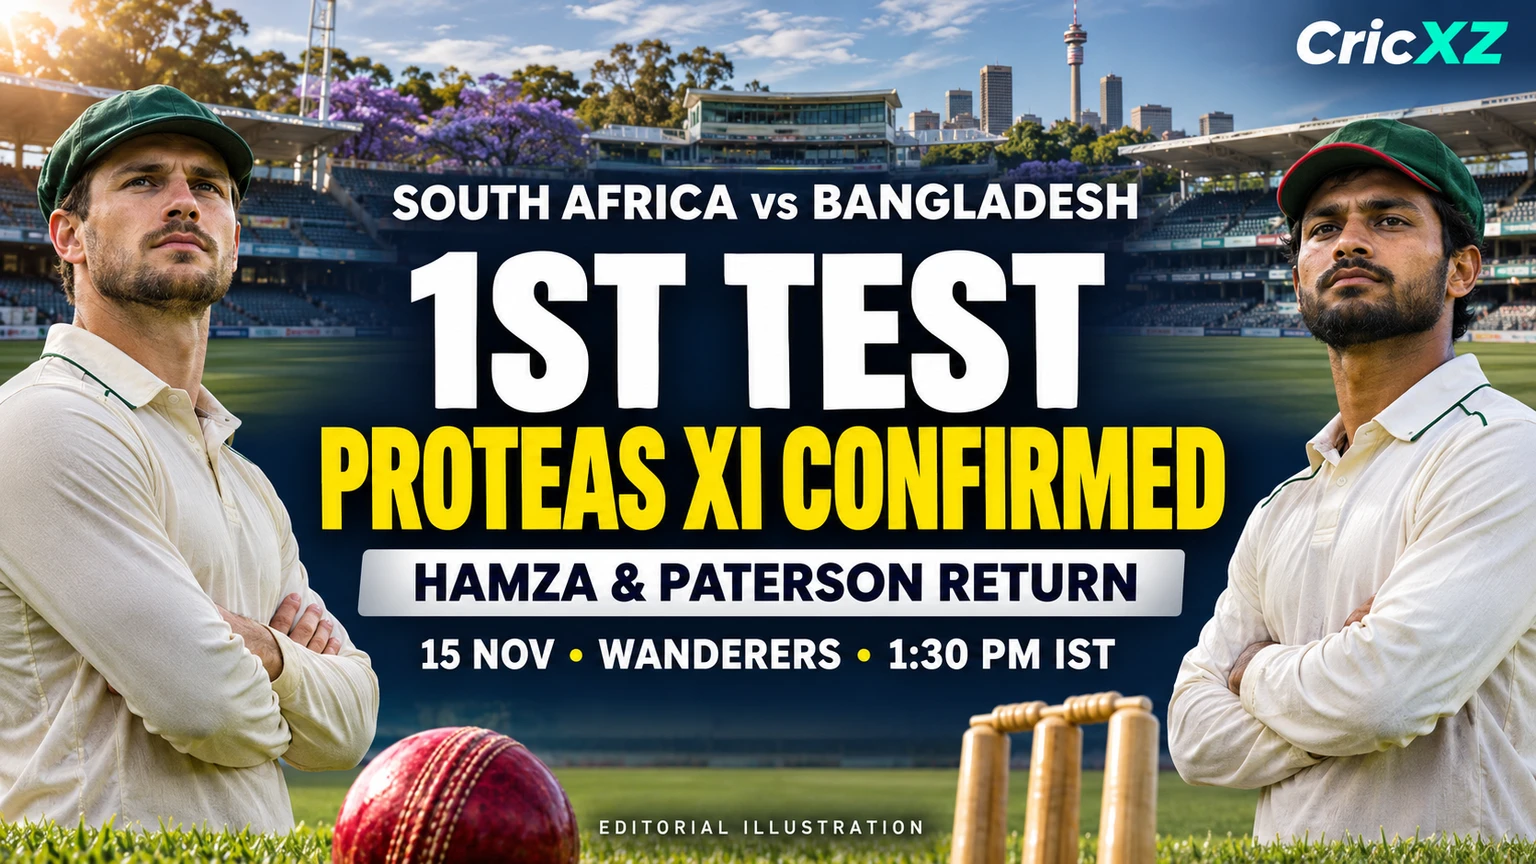 CricXZ
SOUTH AFRICA vs BANGLADESH
1ST TEST
PROTEAS XI CONFIRMED
HAMZA & PATERSON RETURN
15 NOV • WANDERERS • 1:30 PM IST
EDITORIAL ILLUSTRATION